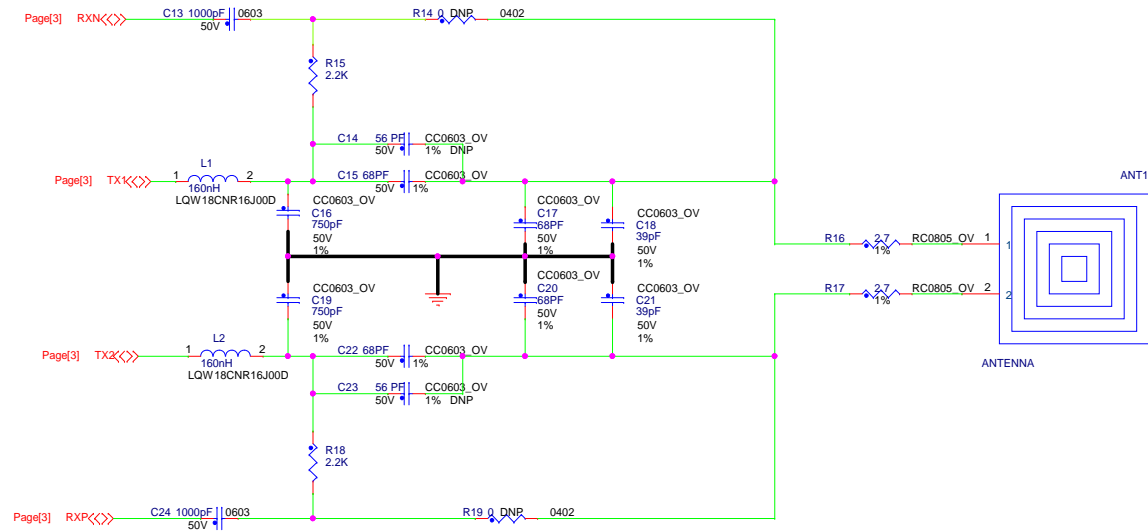 Page[3] RXN C13 1000pF 0603 R14 0 DNP 0402
50V
R15
2.2K
C14 56 PF CC0603_OV
50V 1% DNP
L1 C15 68PF CC0603_OV
Page[3] TX1 1 2 50V 1%
160nH
LQW18CNR16J00D
CC0603_OV
C16
750pF
50V
1%
CC0603_OV
C17
68PF
50V
1%
CC0603_OV
C18
39pF
50V
1%
ANT1
R16 2.7 RC0805_OV 1 1
1%
R17 2.7 RC0805_OV 2 2
1%
ANTENNA
CC0603_OV
C19
750pF
50V
1%
CC0603_OV
C20
68PF
50V
1%
CC0603_OV
C21
39pF
50V
1%
L2 C22 68PF CC0603_OV
Page[3] TX2 1 2 50V 1%
160nH
LQW18CNR16J00D
C23 56 PF CC0603_OV
50V 1% DNP
R18
2.2K
Page[3] RXP C24 1000pF 0603 R19 0 DNP 0402
50V